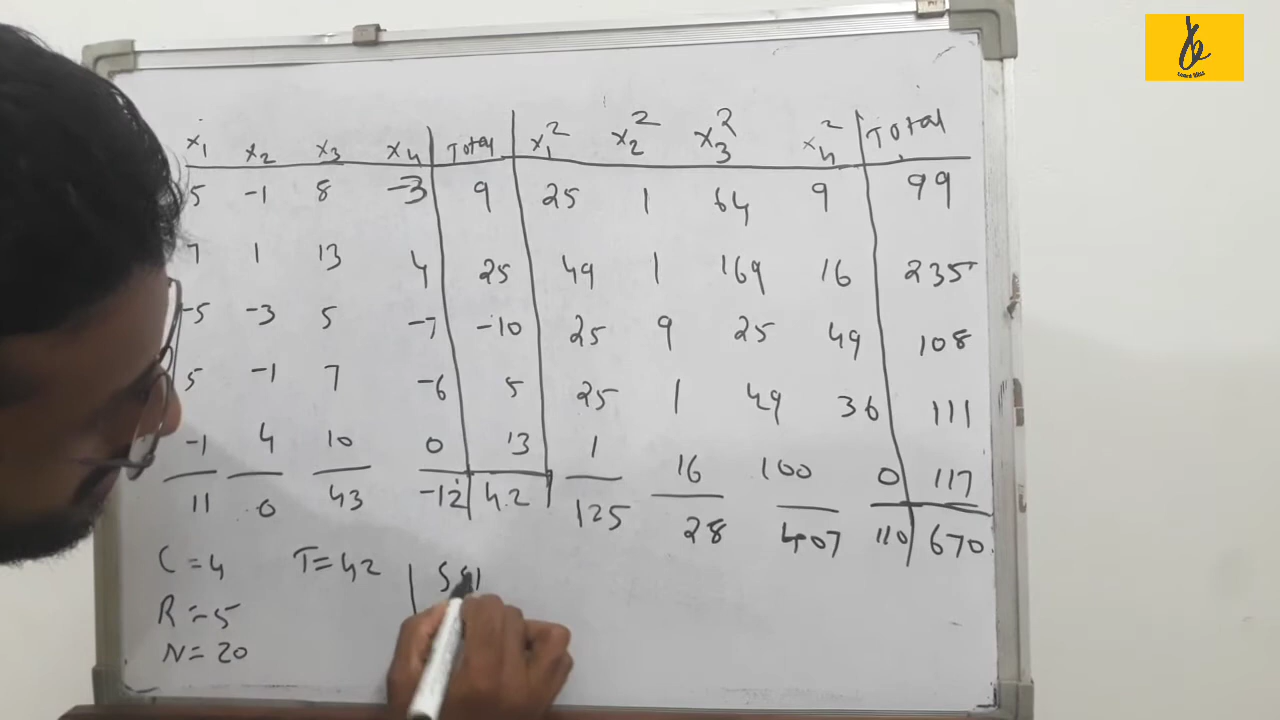 x₁ x₂ x₃ x₄ Total x₁² x₂² x₃² x₄² Total
5 -1 8 -3 9 25 1 64 9 99
7 1 13 4 25 49 1 169 16 235
-5 -3 5 -7 -10 25 9 25 49 108
5 -1 7 -6 5 25 1 49 36 111
-1 4 10 0 13 1 16 100 0 117
11 0 43 -12 42 125 28 407 110 670
C = 4 T = 42
R = 5
N = 20